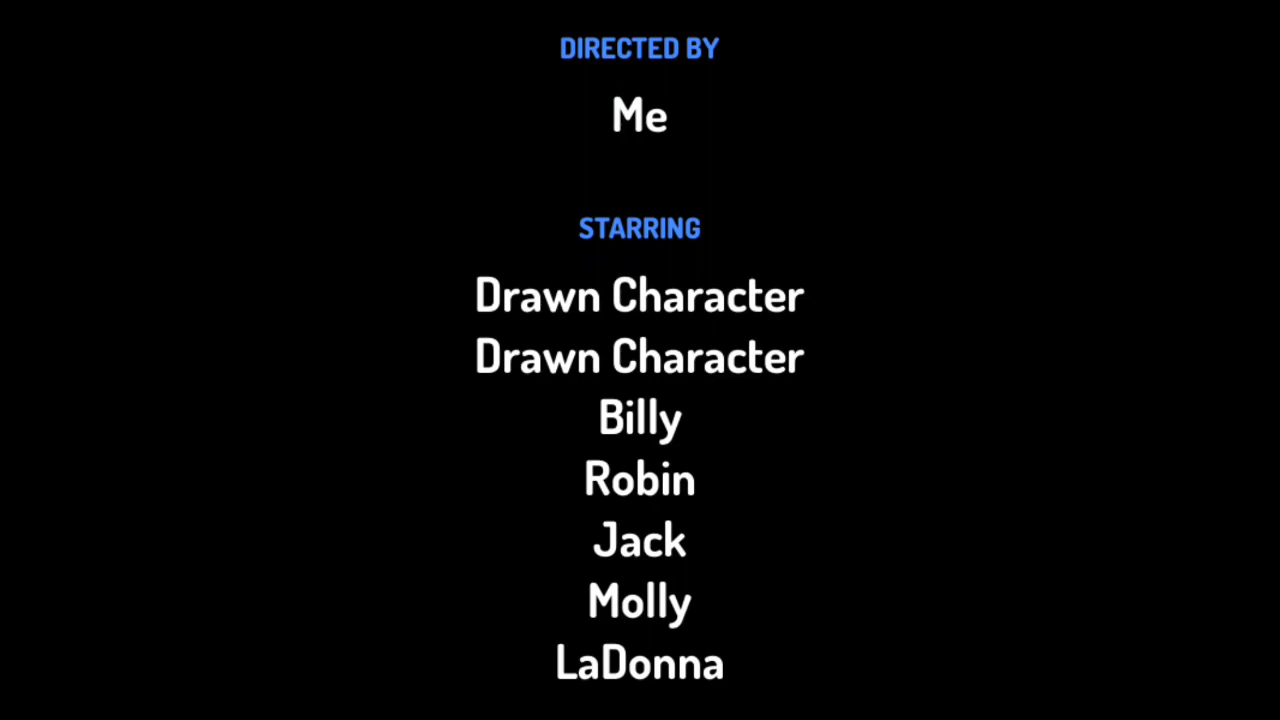 DIRECTED BY
Me
STARRING
Drawn Character
Drawn Character
Billy
Robin
Jack
Molly
LaDonna